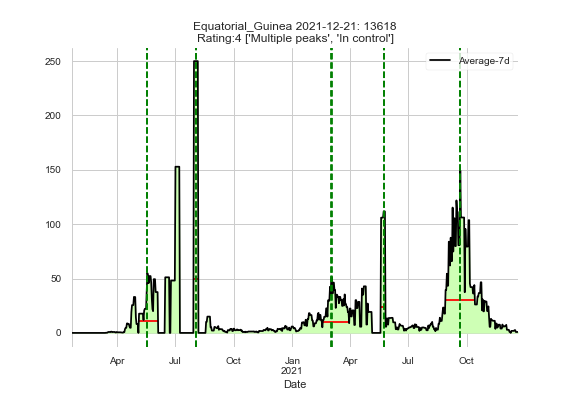 Equatorial_Guinea 2021-12-21: 13618
Rating:4 ['Multiple peaks', 'In control']
Average-7d
250
200
150
100
50
0
Apr Jul Oct Jan Apr Jul Oct
2021
Date